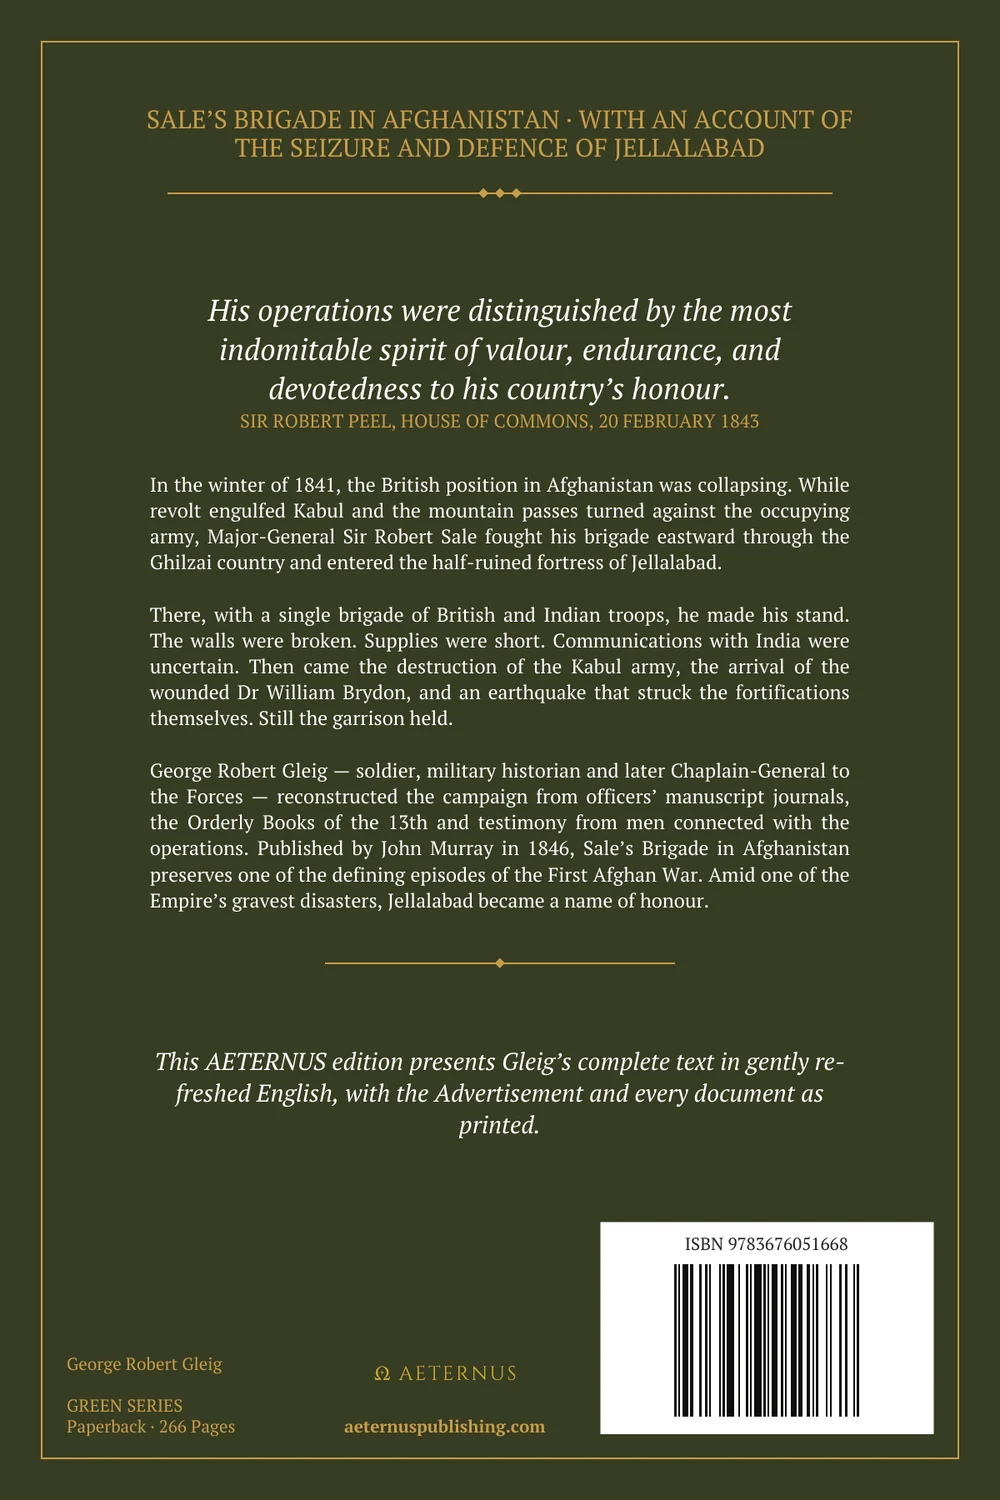 SALE’S BRIGADE IN AFGHANISTAN · WITH AN ACCOUNT OF
THE SEIZURE AND DEFENCE OF JELLALABAD
His operations were distinguished by the most
indomitable spirit of valour, endurance, and
devotedness to his country’s honour.
SIR ROBERT PEEL, HOUSE OF COMMONS, 20 FEBRUARY 1843
In the winter of 1841, the British position in Afghanistan was collapsing. While
revolt engulfed Kabul and the mountain passes turned against the occupying
army, Major-General Sir Robert Sale fought his brigade eastward through the
Ghilzai country and entered the half-ruined fortress of Jellalabad.
There, with a single brigade of British and Indian troops, he made his stand.
The walls were broken. Supplies were short. Communications with India were
uncertain. Then came the destruction of the Kabul army, the arrival of the
wounded Dr William Brydon, and an earthquake that struck the fortifications
themselves. Still the garrison held.
George Robert Gleig — soldier, military historian and later Chaplain-General to
the Forces — reconstructed the campaign from officers’ manuscript journals,
the Orderly Books of the 13th and testimony from men connected with the
operations. Published by John Murray in 1846, Sale’s Brigade in Afghanistan
preserves one of the defining episodes of the First Afghan War. Amid one of the
Empire’s gravest disasters, Jellalabad became a name of honour.
This AETERNUS edition presents Gleig’s complete text in gently re-
freshed English, with the Advertisement and every document as
printed.
ISBN 9783676051668
George Robert Gleig
GREEN SERIES
Paperback · 266 Pages
Ω AETERNUS
aeternuspublishing.com